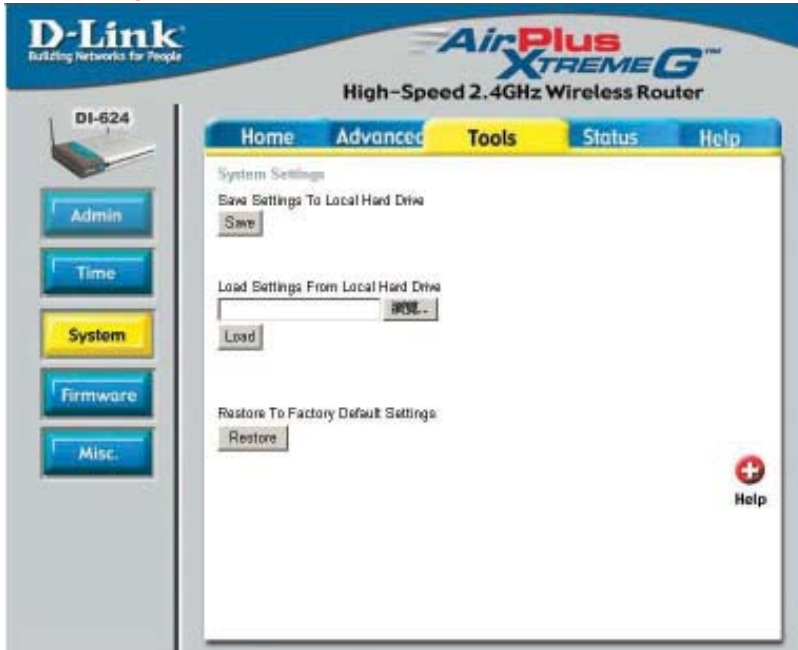 D-Link
Building Networks for People
AirPlus
XTREME G™
High-Speed 2.4GHz Wireless Router
DI-624
Home
Advanced
Tools
Status
Help
Admin
Time
System
Firmware
Misc.
System Settings
Save Settings To Local Hard Drive
Save
Load Settings From Local Hard Drive
瀏覽...
Load
Restore To Factory Default Settings
Restore
Help